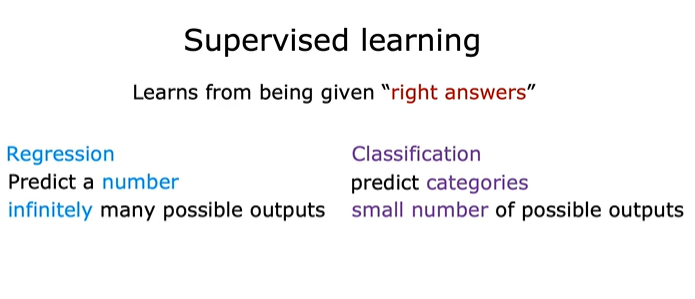 Supervised learning
Learns from being given “right answers”
Regression
Predict a number
infinitely many possible outputs
Classification
predict categories
small number of possible outputs